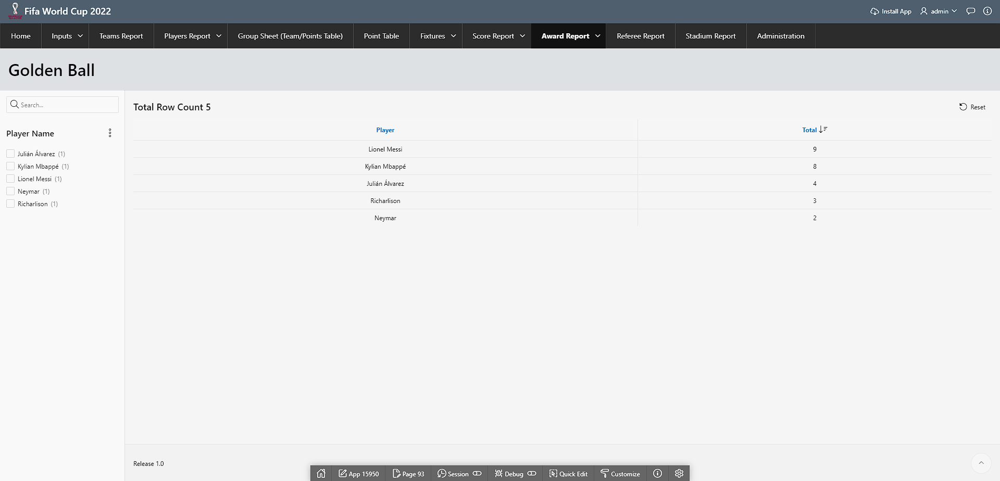 Fifa World Cup 2022
Install App
admin
Home
Inputs
Teams Report
Players Report
Group Sheet (Team/Points Table)
Point Table
Fixtures
Score Report
Award Report
Referee Report
Stadium Report
Administration
Golden Ball
Search...
Player Name
Julián Álvarez (1)
Kylian Mbappé (1)
Lionel Messi (1)
Neymar (1)
Richarlison (1)
Total Row Count 5
Reset
Player Total
Lionel Messi 9
Kylian Mbappé 8
Julián Álvarez 4
Richarlison 3
Neymar 2
Release 1.0
App 15950
Page 93
Session
Debug
Quick Edit
Customize